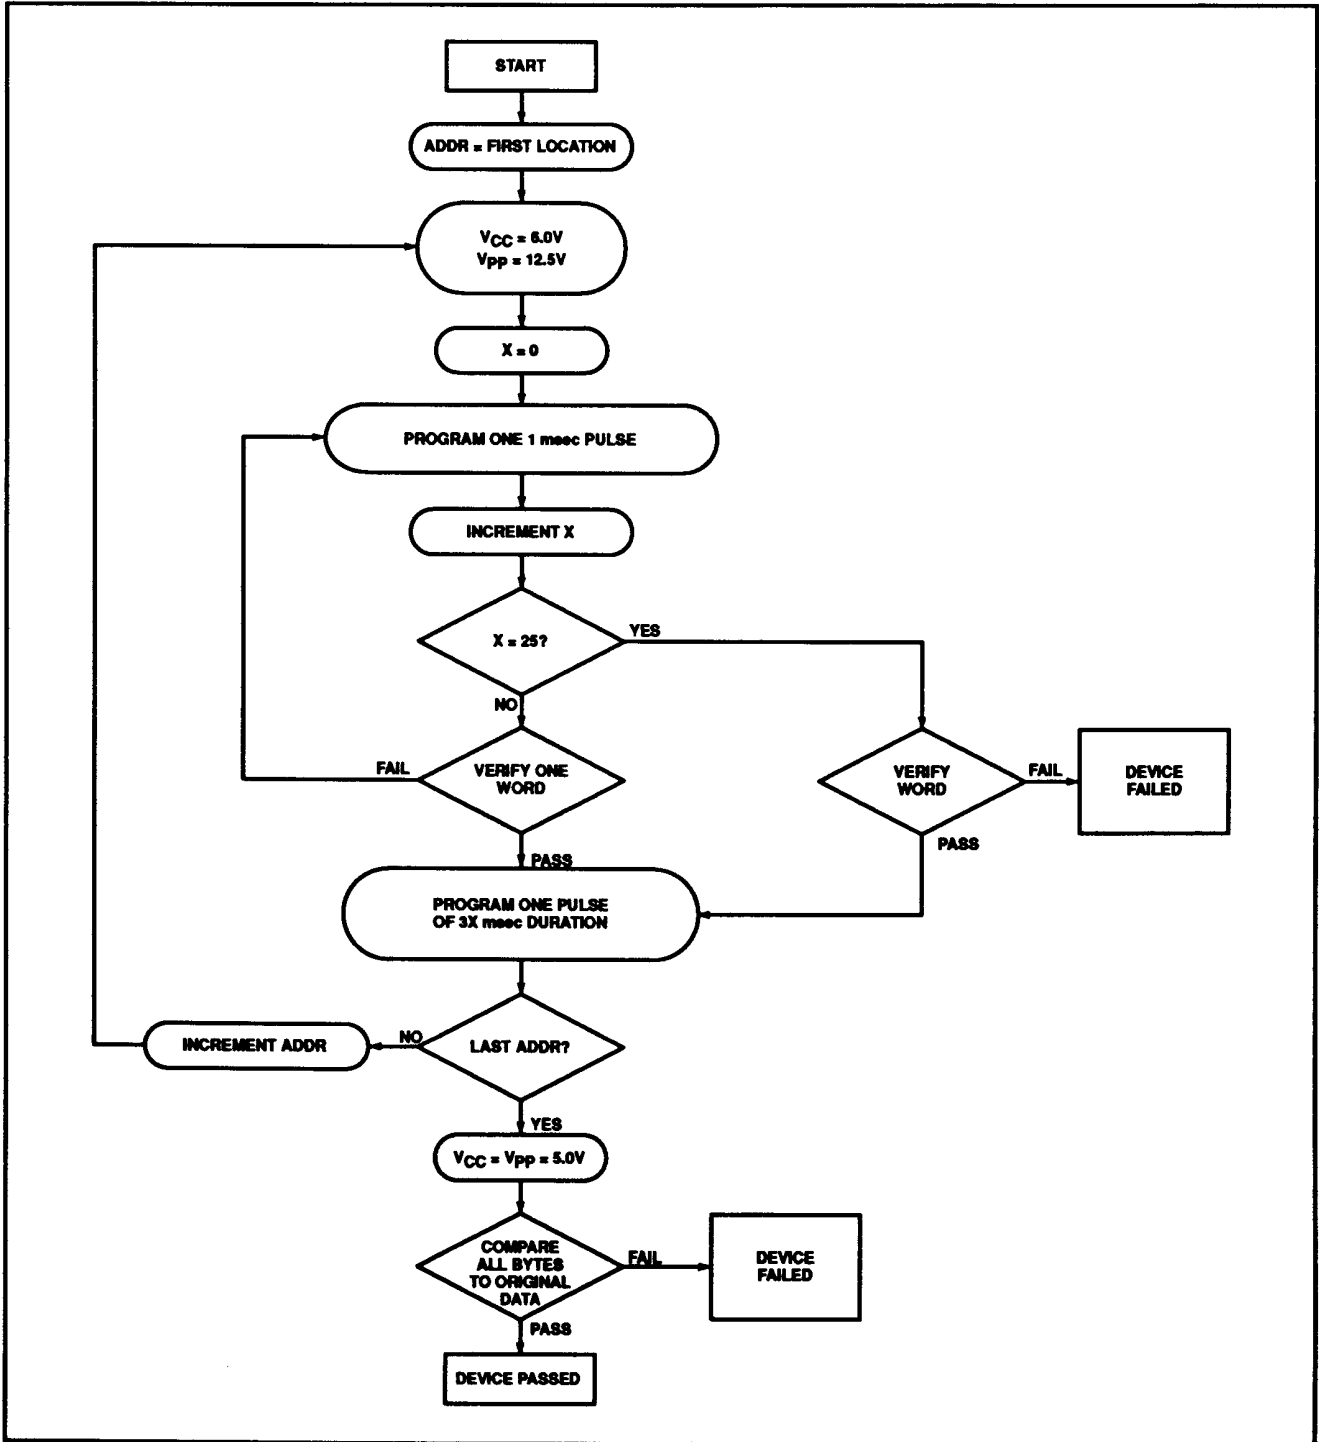 START
ADDR = FIRST LOCATION
VCC = 6.0V
VPP = 12.5V
X = 0
PROGRAM ONE 1 msec PULSE
INCREMENT X
X = 25?
YES
NO
VERIFY ONE
WORD
FAIL
VERIFY
WORD
FAIL
DEVICE
FAILED
PASS
PASS
PROGRAM ONE PULSE
OF 3X msec DURATION
LAST ADDR?
NO
INCREMENT ADDR
YES
VCC = VPP = 5.0V
COMPARE
ALL BYTES
TO ORIGINAL
DATA
FAIL
DEVICE
FAILED
PASS
DEVICE PASSED